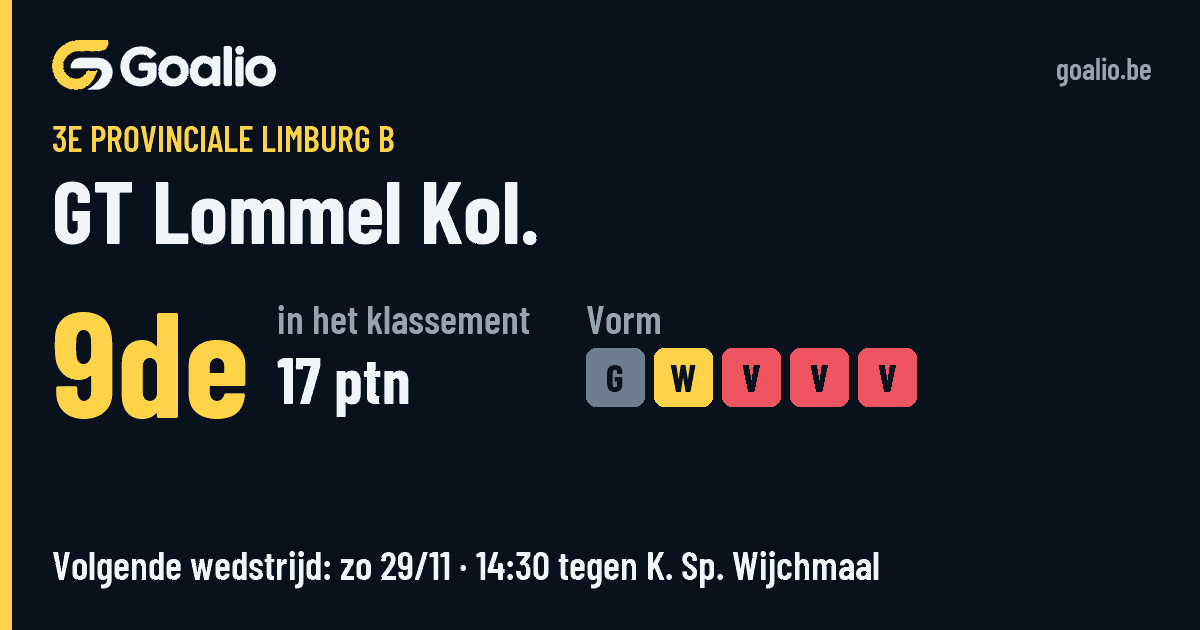 Goalio
goalio.be
3E PROVINCIALE LIMBURG B
GT Lommel Kol.
9de
in het klassement
17 ptn
Vorm
G W V V V
Volgende wedstrijd: zo 29/11 · 14:30 tegen K. Sp. Wijchmaal